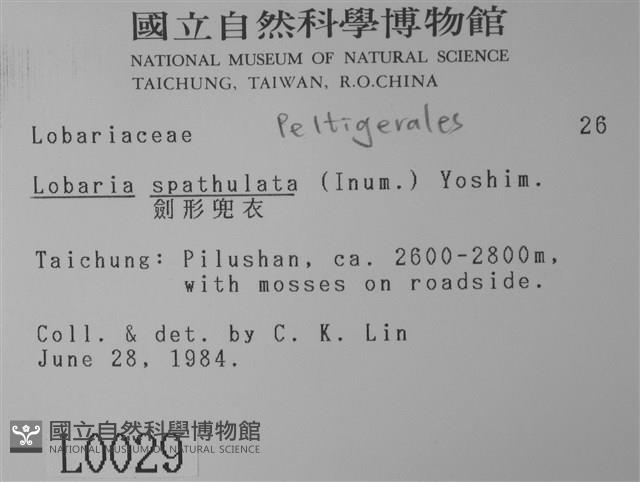 國立自然科學博物館
NATIONAL MUSEUM OF NATURAL SCIENCE
TAICHUNG, TAIWAN, R.O.CHINA
Lobariaceae Peltigerales 26
Lobaria spathulata (Inum.) Yoshim.
劍形兜衣
Taichung: Pilushan, ca. 2600-2800m,
with mosses on roadside.
Coll. & det. by C. K. Lin
June 28, 1984.
國立自然科學博物館
NATIONAL MUSEUM OF NATURAL SCIENCE
L0029